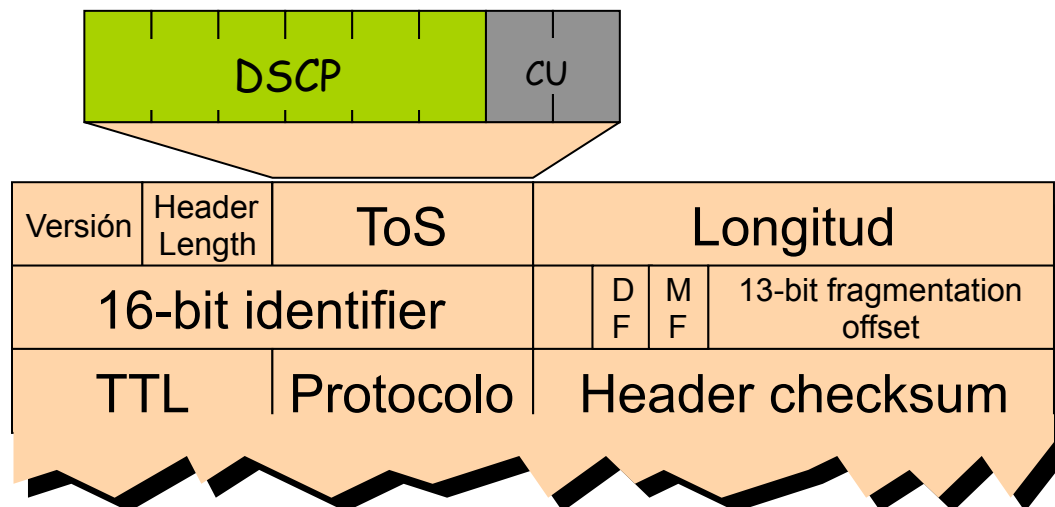 DSCP
CU
Versión
Header
Length
ToS
Longitud
16-bit identifier
D
F
M
F
13-bit fragmentation
offset
TTL
Protocolo
Header checksum